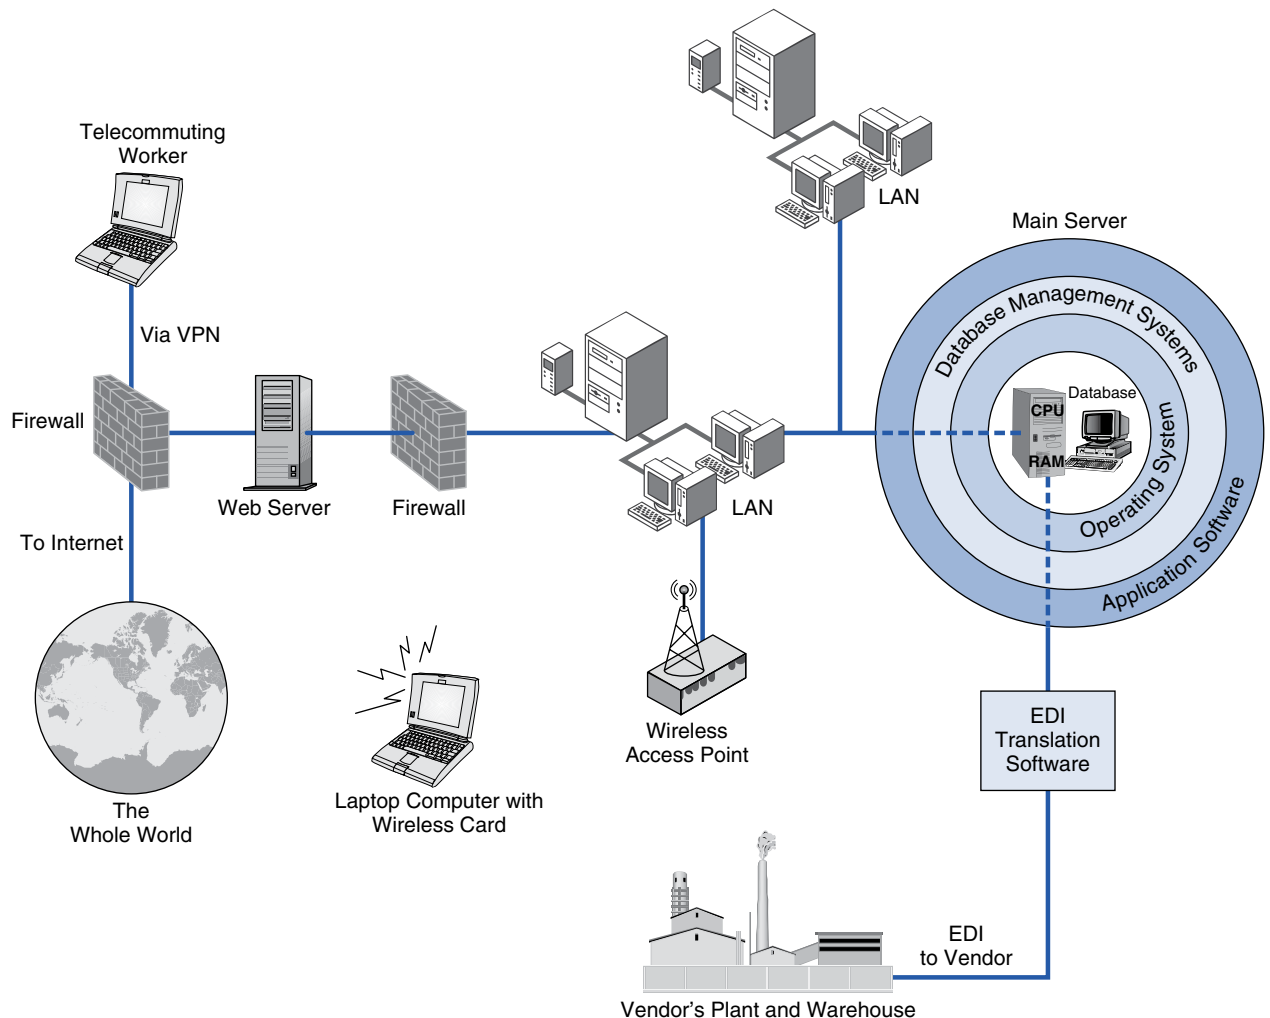 Telecommuting
Worker
LAN
Main Server
Database Management Systems
Via VPN
Firewall
CPU
Database
RAM
Operating System
Application Software
Web Server
Firewall
LAN
To Internet
Wireless
Access Point
EDI
Translation
Software
The
Whole World
Laptop Computer with
Wireless Card
EDI
to Vendor
Vendor's Plant and Warehouse